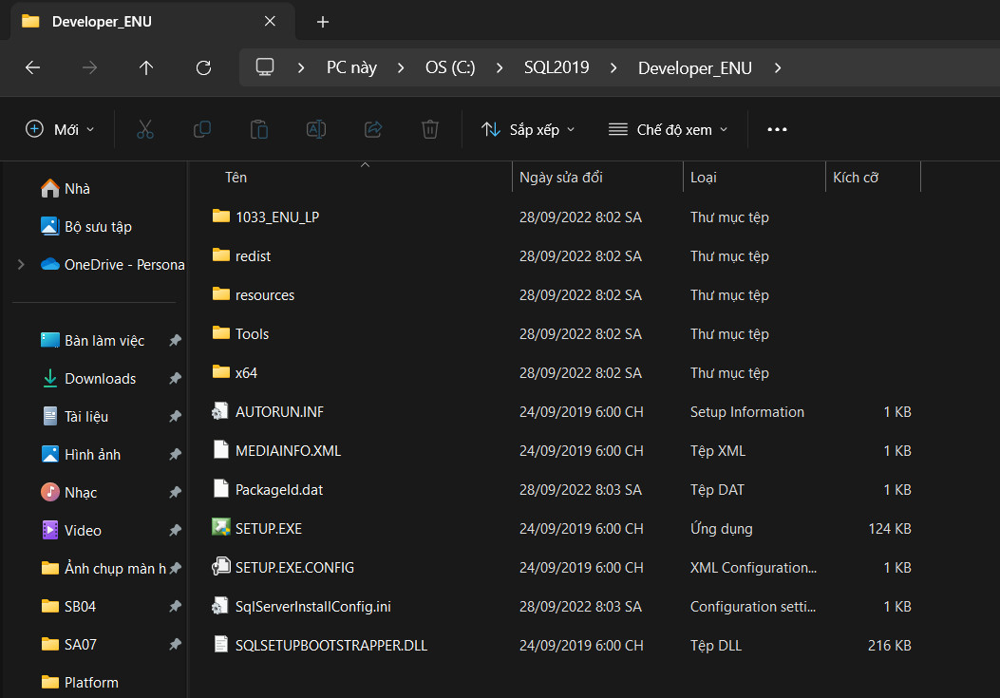 Developer_ENU
PC này OS (C:) SQL2019 Developer_ENU
Mới Sắp xếp Chế độ xem
Tên Ngày sửa đổi Loại Kích cỡ
Nhà
Bộ sưu tập
OneDrive - Persona
Bàn làm việc
Downloads
Tài liệu
Hình ảnh
Nhạc
Video
Ảnh chụp màn h
SB04
SA07
Platform
1033_ENU_LP 28/09/2022 8:02 SA Thư mục tệp
redist 28/09/2022 8:02 SA Thư mục tệp
resources 28/09/2022 8:02 SA Thư mục tệp
Tools 28/09/2022 8:02 SA Thư mục tệp
x64 28/09/2022 8:02 SA Thư mục tệp
AUTORUN.INF 24/09/2019 6:00 CH Setup Information 1 KB
MEDIAINFO.XML 24/09/2019 6:00 CH Tệp XML 1 KB
PackageId.dat 28/09/2022 8:03 SA Tệp DAT 1 KB
SETUP.EXE 24/09/2019 6:00 CH Ứng dụng 124 KB
SETUP.EXE.CONFIG 24/09/2019 6:00 CH XML Configuration... 1 KB
SqlServerInstallConfig.ini 28/09/2022 8:03 SA Configuration setti... 1 KB
SQLSETUPBOOTSTRAPPER.DLL 24/09/2019 6:00 CH Tệp DLL 216 KB